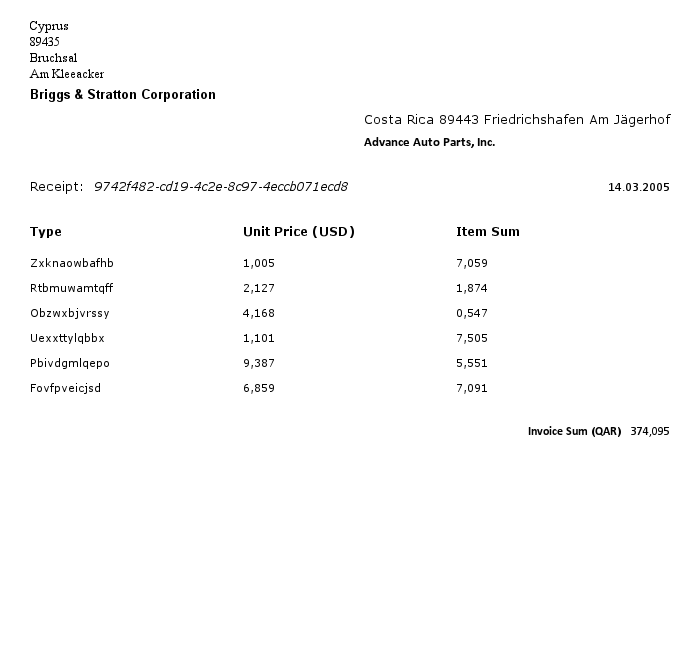 Cyprus
89435
Bruchsal
Am Kleeacker
Briggs & Stratton Corporation
Costa Rica 89443 Friedrichshafen Am Jägerhof
Advance Auto Parts, Inc.
Receipt: 9742f482-cd19-4c2e-8c97-4eccb071ecd8 14.03.2005
Type Unit Price (USD) Item Sum
Zxknaowbafhb 1,005 7,059
Rtbmuwamtqff 2,127 1,874
Obzwxbjvrssy 4,168 0,547
Uexxttylqbbx 1,101 7,505
Pbivdgmlqepo 9,387 5,551
Fovfpveicjsd 6,859 7,091
Invoice Sum (QAR) 374,095